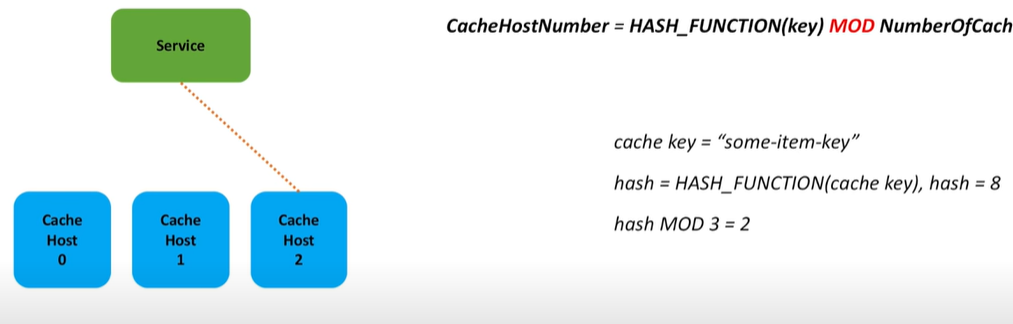 Service
CacheHostNumber = HASH_FUNCTION(key) MOD NumberOfCach
cache key = “some-item-key”
hash = HASH_FUNCTION(cache key), hash = 8
hash MOD 3 = 2
Cache
Host
0
Cache
Host
1
Cache
Host
2